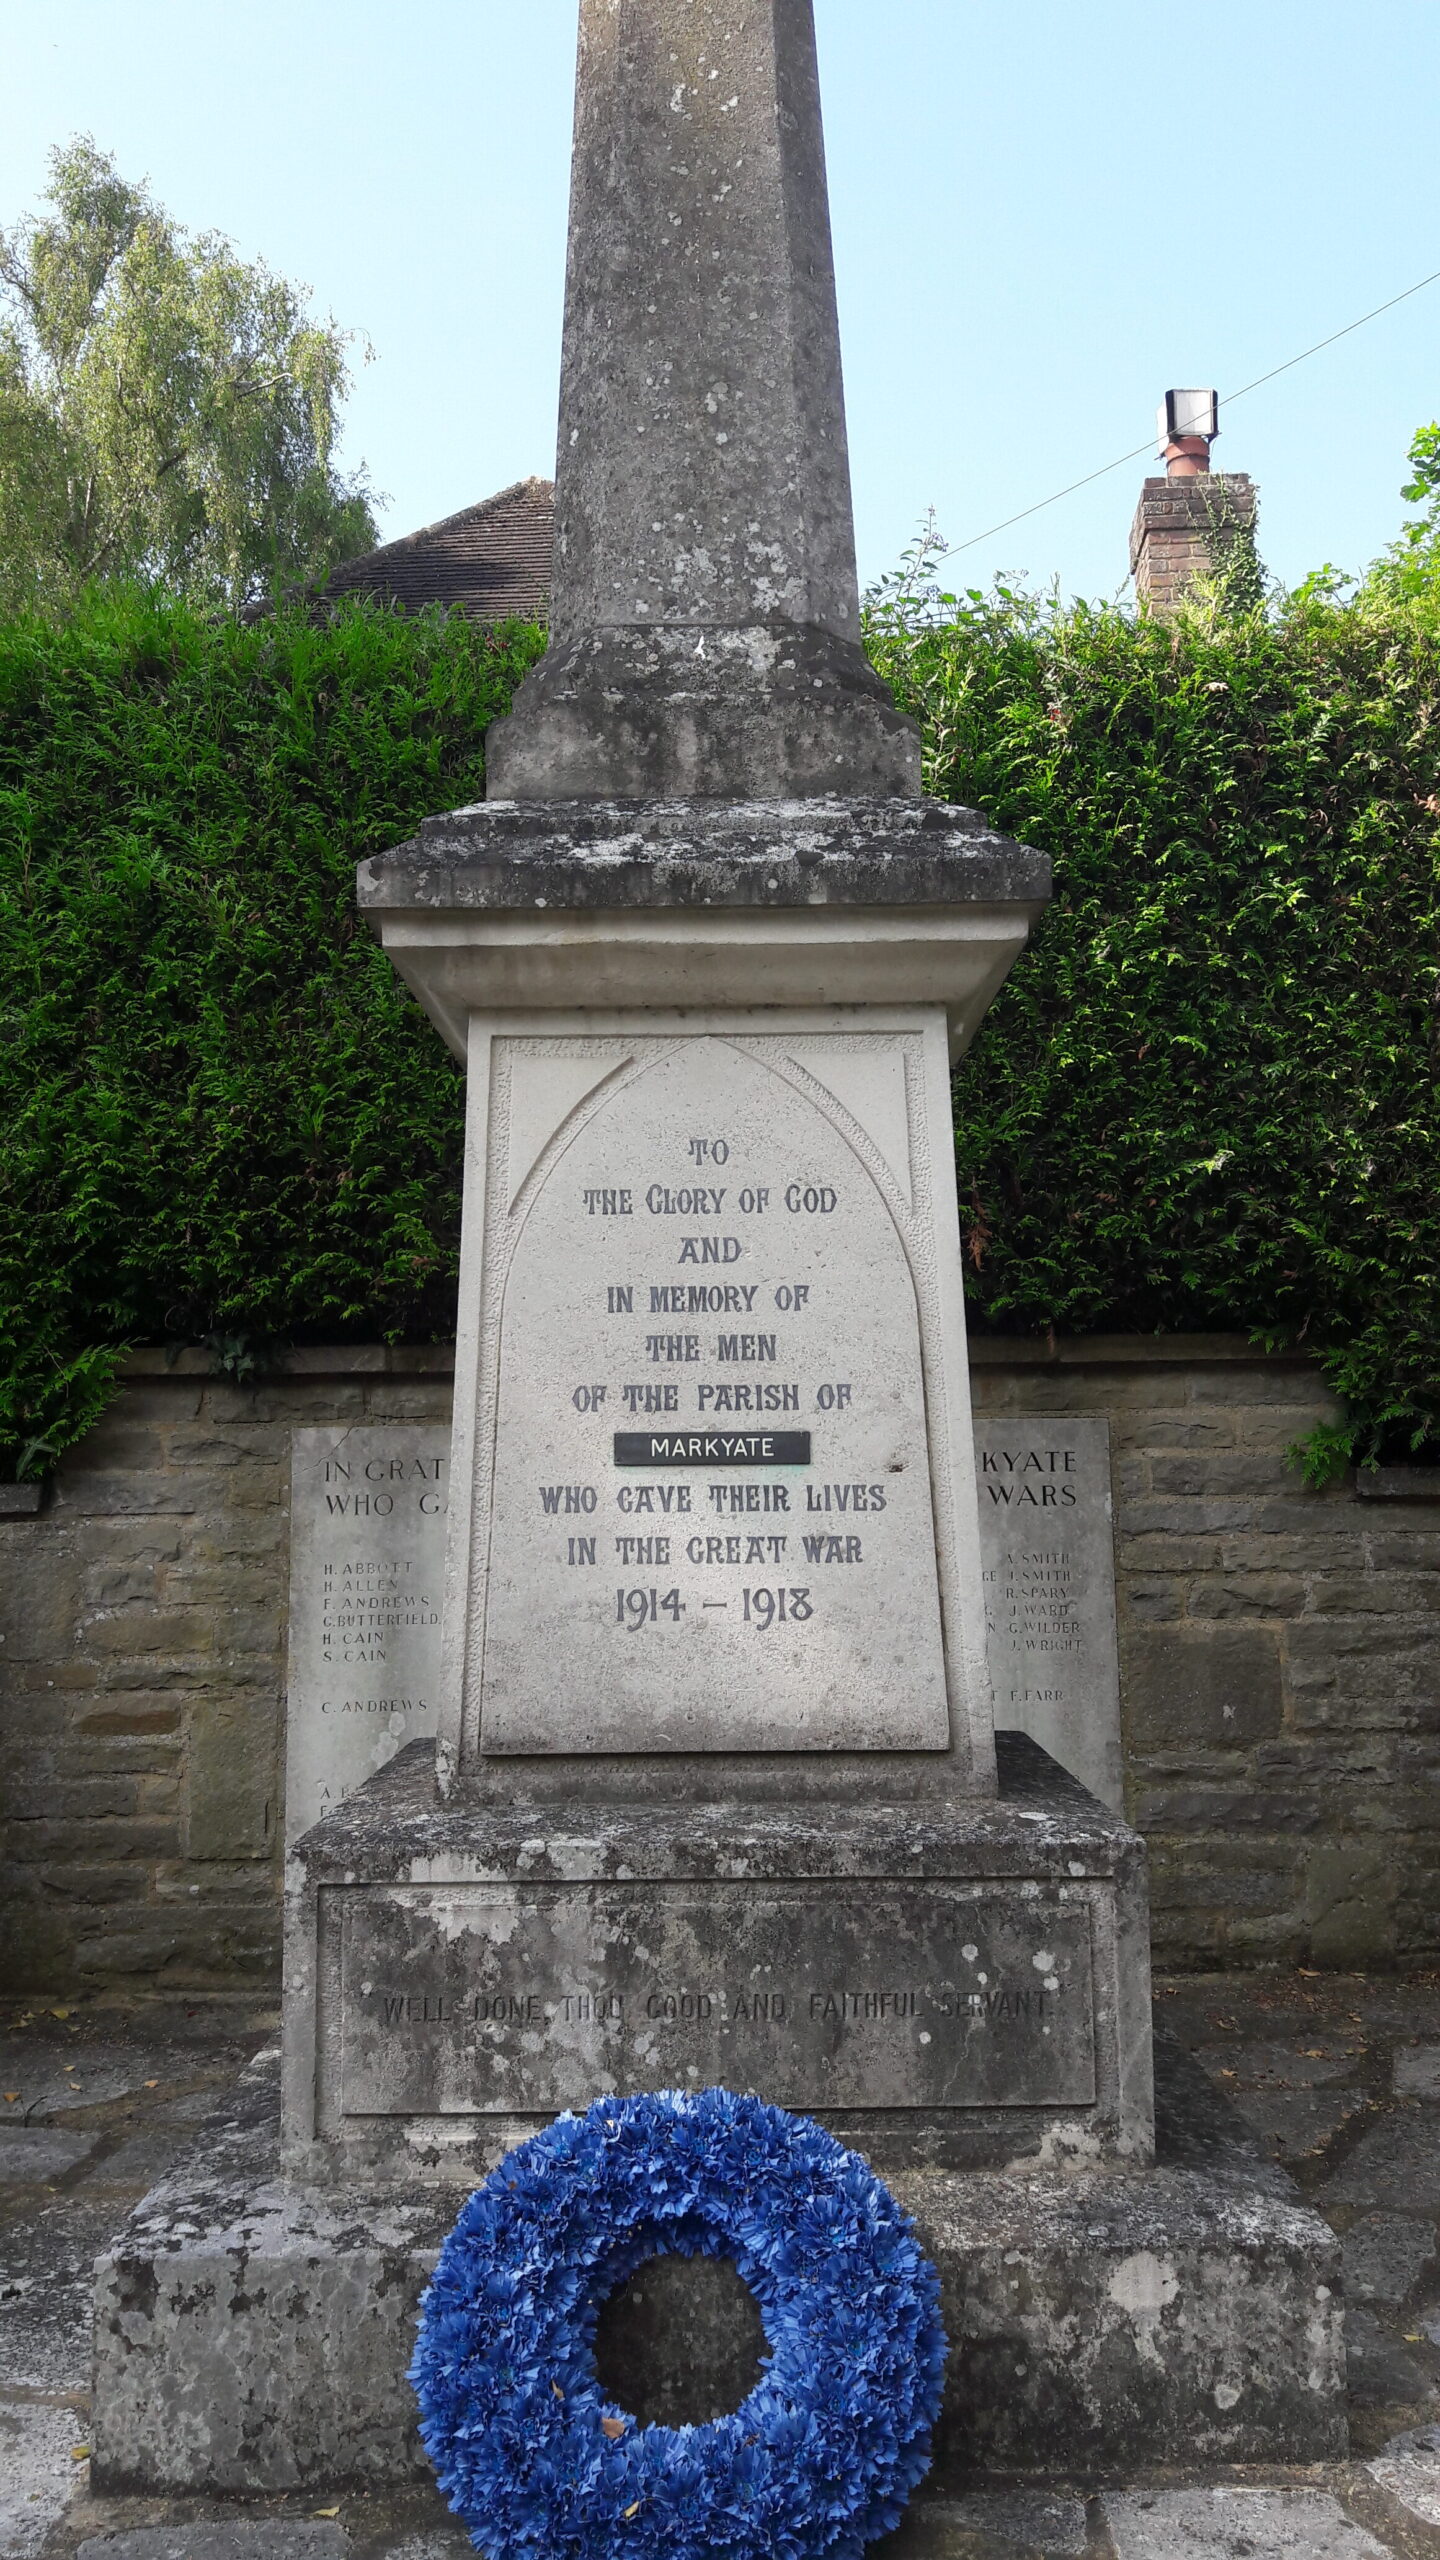 TO
THE GLORY OF GOD
AND
IN MEMORY OF
THE MEN
OF THE PARISH OF
MARKYATE
WHO GAVE THEIR LIVES
IN THE GREAT WAR
1914 – 1918
WELL DONE, THOU GOOD AND FAITHFUL SERVANT.
IN GRAT
WHO GA
H. ABBOTT
H. ALLEN
F. ANDREWS
G. BUTTERFIELD
H. CAIN
S. CAIN
C. ANDREWS
KYATE
WARS
A. SMITH
GE J. SMITH
R. SPARY
J. WARD
N G. WILDER
J. WRIGHT
T F. FARR